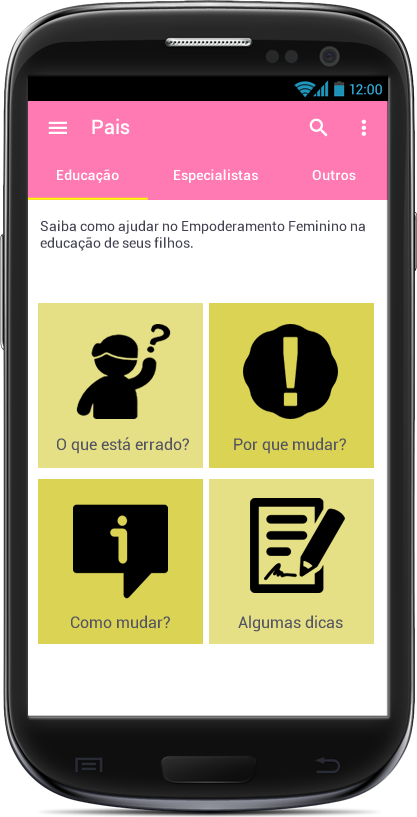 12:00
Pais
Educação Especialistas Outros
Saiba como ajudar no Empoderamento Feminino na
educação de seus filhos.
O que está errado? Por que mudar?
Como mudar? Algumas dicas